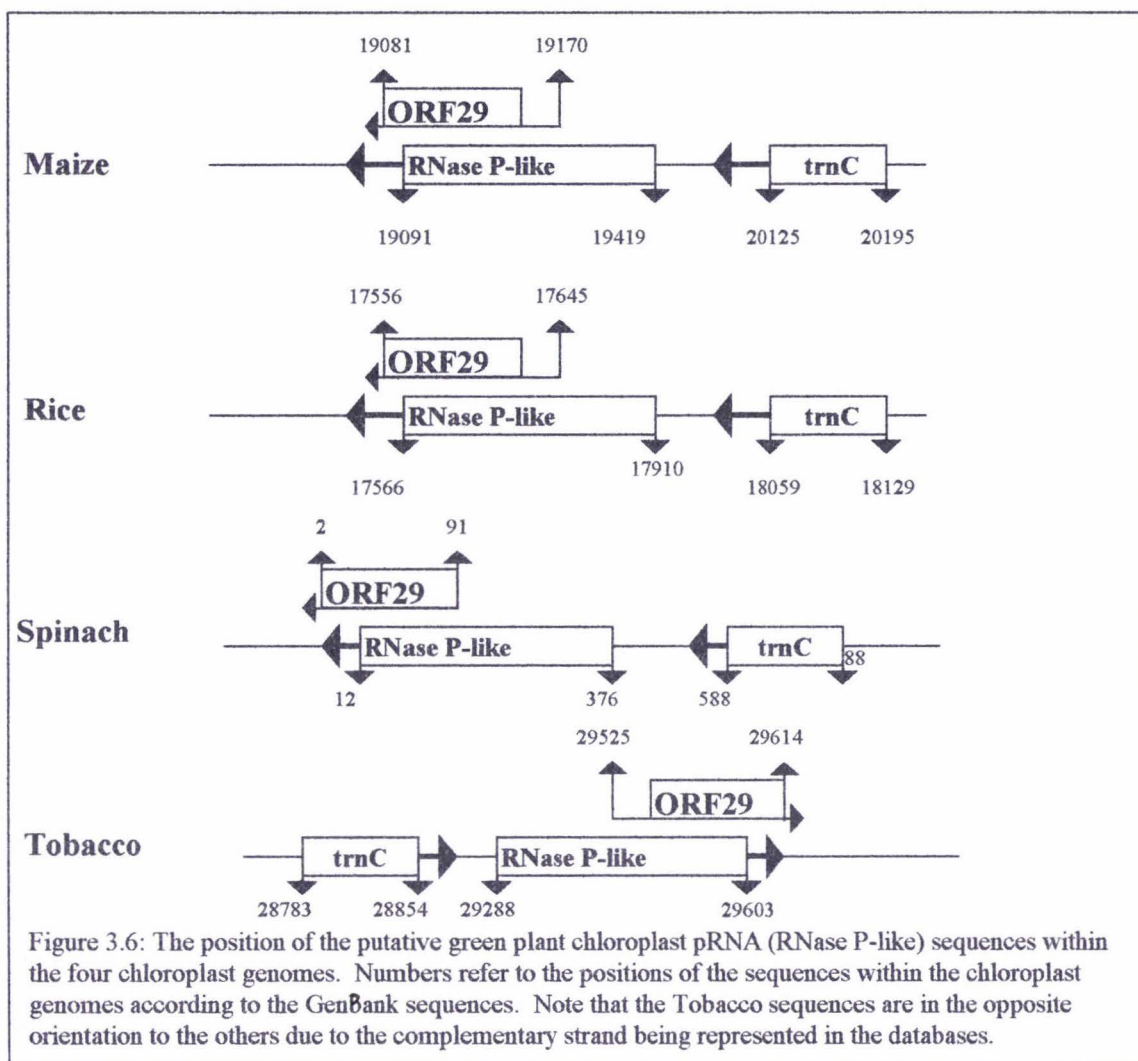 19081 19170
ORF29
Maize RNase P-like trnC
19091 19419 20125 20195
17556 17645
ORF29
Rice RNase P-like trnC
17566 17910 18059 18129
2 91
ORF29
Spinach RNase P-like trnC
12 376 588 88
29525 29614
ORF29
Tobacco trnC RNase P-like
28783 28854 29288 29603
Figure 3.6: The position of the putative green plant chloroplast pRNA (RNase P-like) sequences within
the four chloroplast genomes. Numbers refer to the positions of the sequences within the chloroplast
genomes according to the GenBank sequences. Note that the Tobacco sequences are in the opposite
orientation to the others due to the complementary strand being represented in the databases.